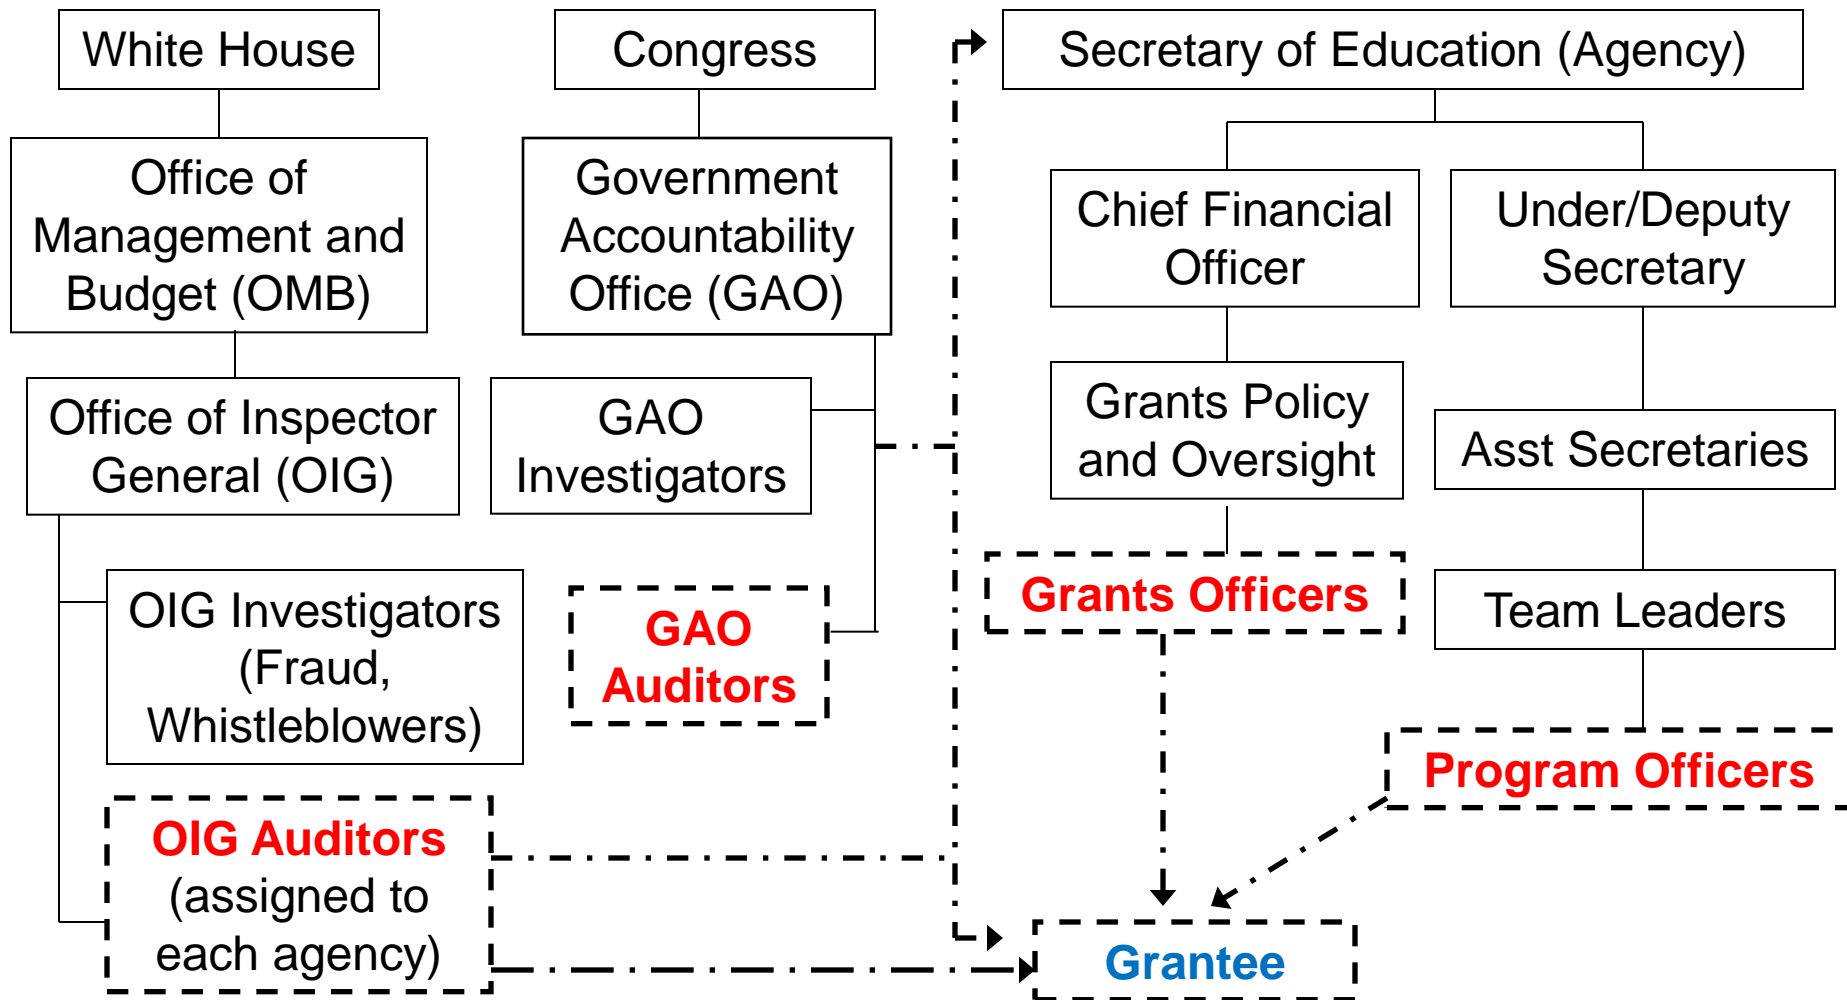 White House
Office of
Management and
Budget (OMB)
Office of Inspector
General (OIG)
OIG Investigators
(Fraud,
Whistleblowers)
OIG Auditors
(assigned to
each agency)
Congress
Government
Accountability
Office (GAO)
GAO
Investigators
GAO
Auditors
Secretary of Education (Agency)
Chief Financial
Officer
Grants Policy
and Oversight
Grants Officers
Under/Deputy
Secretary
Asst Secretaries
Team Leaders
Program Officers
Grantee